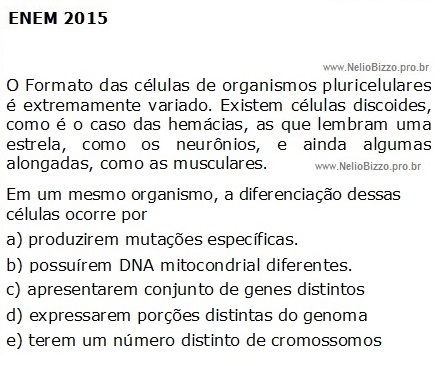 ENEM 2015
www.NelioBizzo.pro.br
O Formato das células de organismos pluricelulares
é extremamente variado. Existem células discoides,
como é o caso das hemácias, as que lembram uma
estrela, como os neurônios, e ainda algumas
alongadas, como as musculares. www.NelioBizzo.pro.br
Em um mesmo organismo, a diferenciação dessas
células ocorre por
a) produzirem mutações específicas.
b) possuírem DNA mitocondrial diferentes.
c) apresentarem conjunto de genes distintos
d) expressarem porções distintas do genoma
e) terem um número distinto de cromossomos